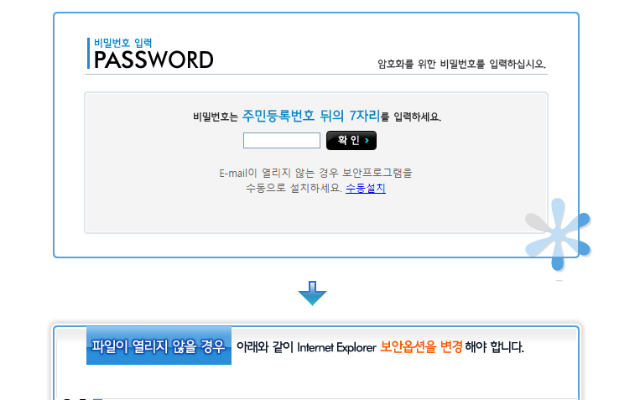 비밀번호 입력
PASSWORD
암호화를 위한 비밀번호를 입력하십시오.
비밀번호는 주민등록번호 뒤의 7자리를 입력하세요.
확 인 ›
E-mail이 열리지 않는 경우 보안프로그램을
수동으로 설치하세요. 수동설치
파일이 열리지 않을 경우 아래와 같이 Internet Explorer 보안옵션을 변경해야 합니다.